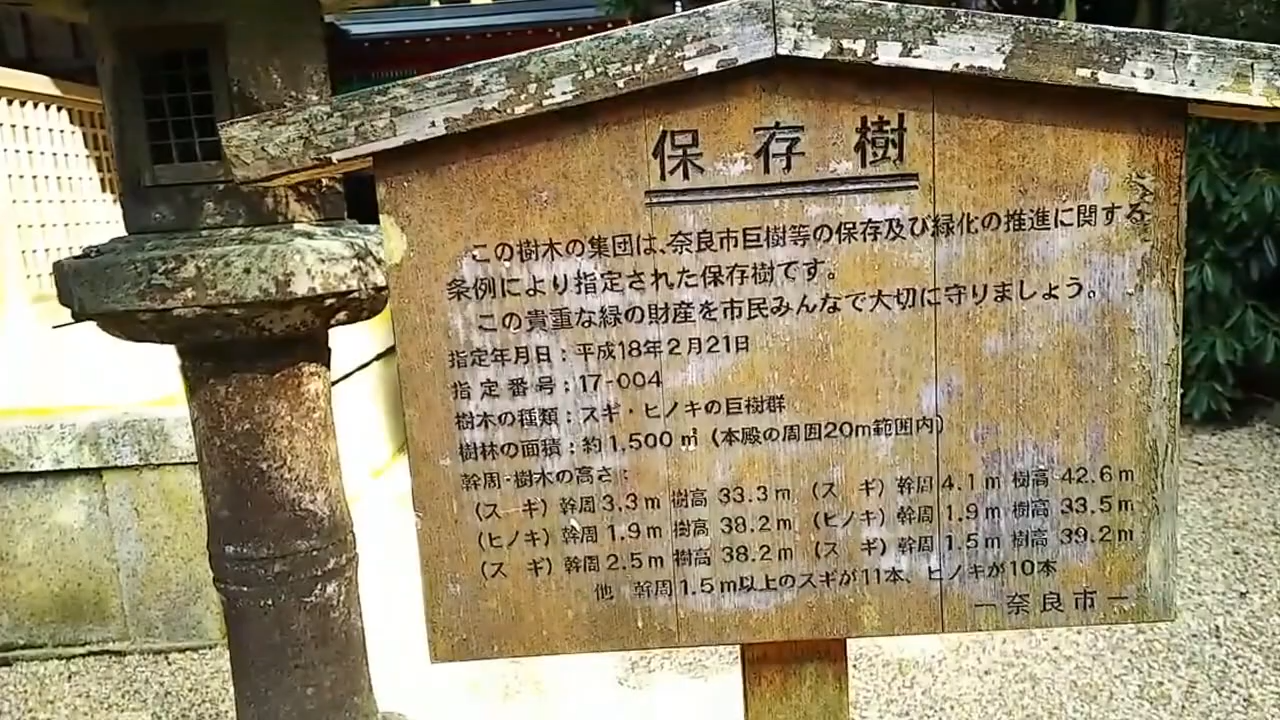 保存樹
この樹木の集団は、奈良市巨樹等の保存及び緑化の推進に関する
条例により指定された保存樹です。
この貴重な緑の財産を市民みんなで大切に守りましょう。
指定年月日：平成18年2月21日
指定番号：17-004
樹木の種類：スギ・ヒノキの巨樹群
樹林の面積：約1,500㎡（本殿の周囲20m範囲内）
幹周・樹木の高さ：
（スギ）幹周3.3m 樹高 33.3m （スギ）幹周4.1m 樹高 42.6m
（ヒノキ）幹周1.9m 樹高 38.2m （ヒノキ）幹周1.9m 樹高 33.5m
（スギ）幹周2.5m 樹高 38.2m （スギ）幹周1.5m 樹高 39.2m
他 幹周1.5m以上のスギが11本、ヒノキが10本
－奈良市－